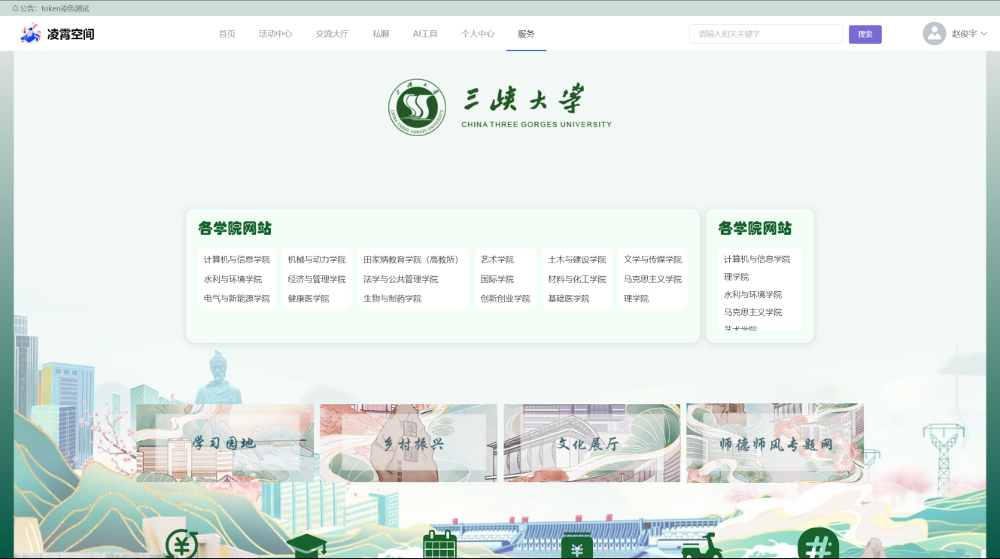 公告：token染色测试
凌霄空间
首页 活动中心 交流大厅 私聊 AI工具 个人中心 服务
请输入相关关键字
搜索
赵俊宇
三峡大学
CHINA THREE GORGES UNIVERSITY
三峡大学
CHINA THREE GORGES UNIVERSITY
各学院网站
计算机与信息学院 机械与动力学院 田家炳教育学院（高教所） 艺术学院 土木与建设学院 文学与传媒学院
水利与环境学院 经济与管理学院 法学与公共管理学院 国际学院 材料与化工学院 马克思主义学院
电气与新能源学院 健康医学院 生物与制药学院 创新创业学院 基础医学院 理学院
各学院网站
计算机与信息学院
理学院
水利与环境学院
马克思主义学院
艺术学院
学习园地
乡村振兴
文化展厅
师德师风专题网
¥
¥
#